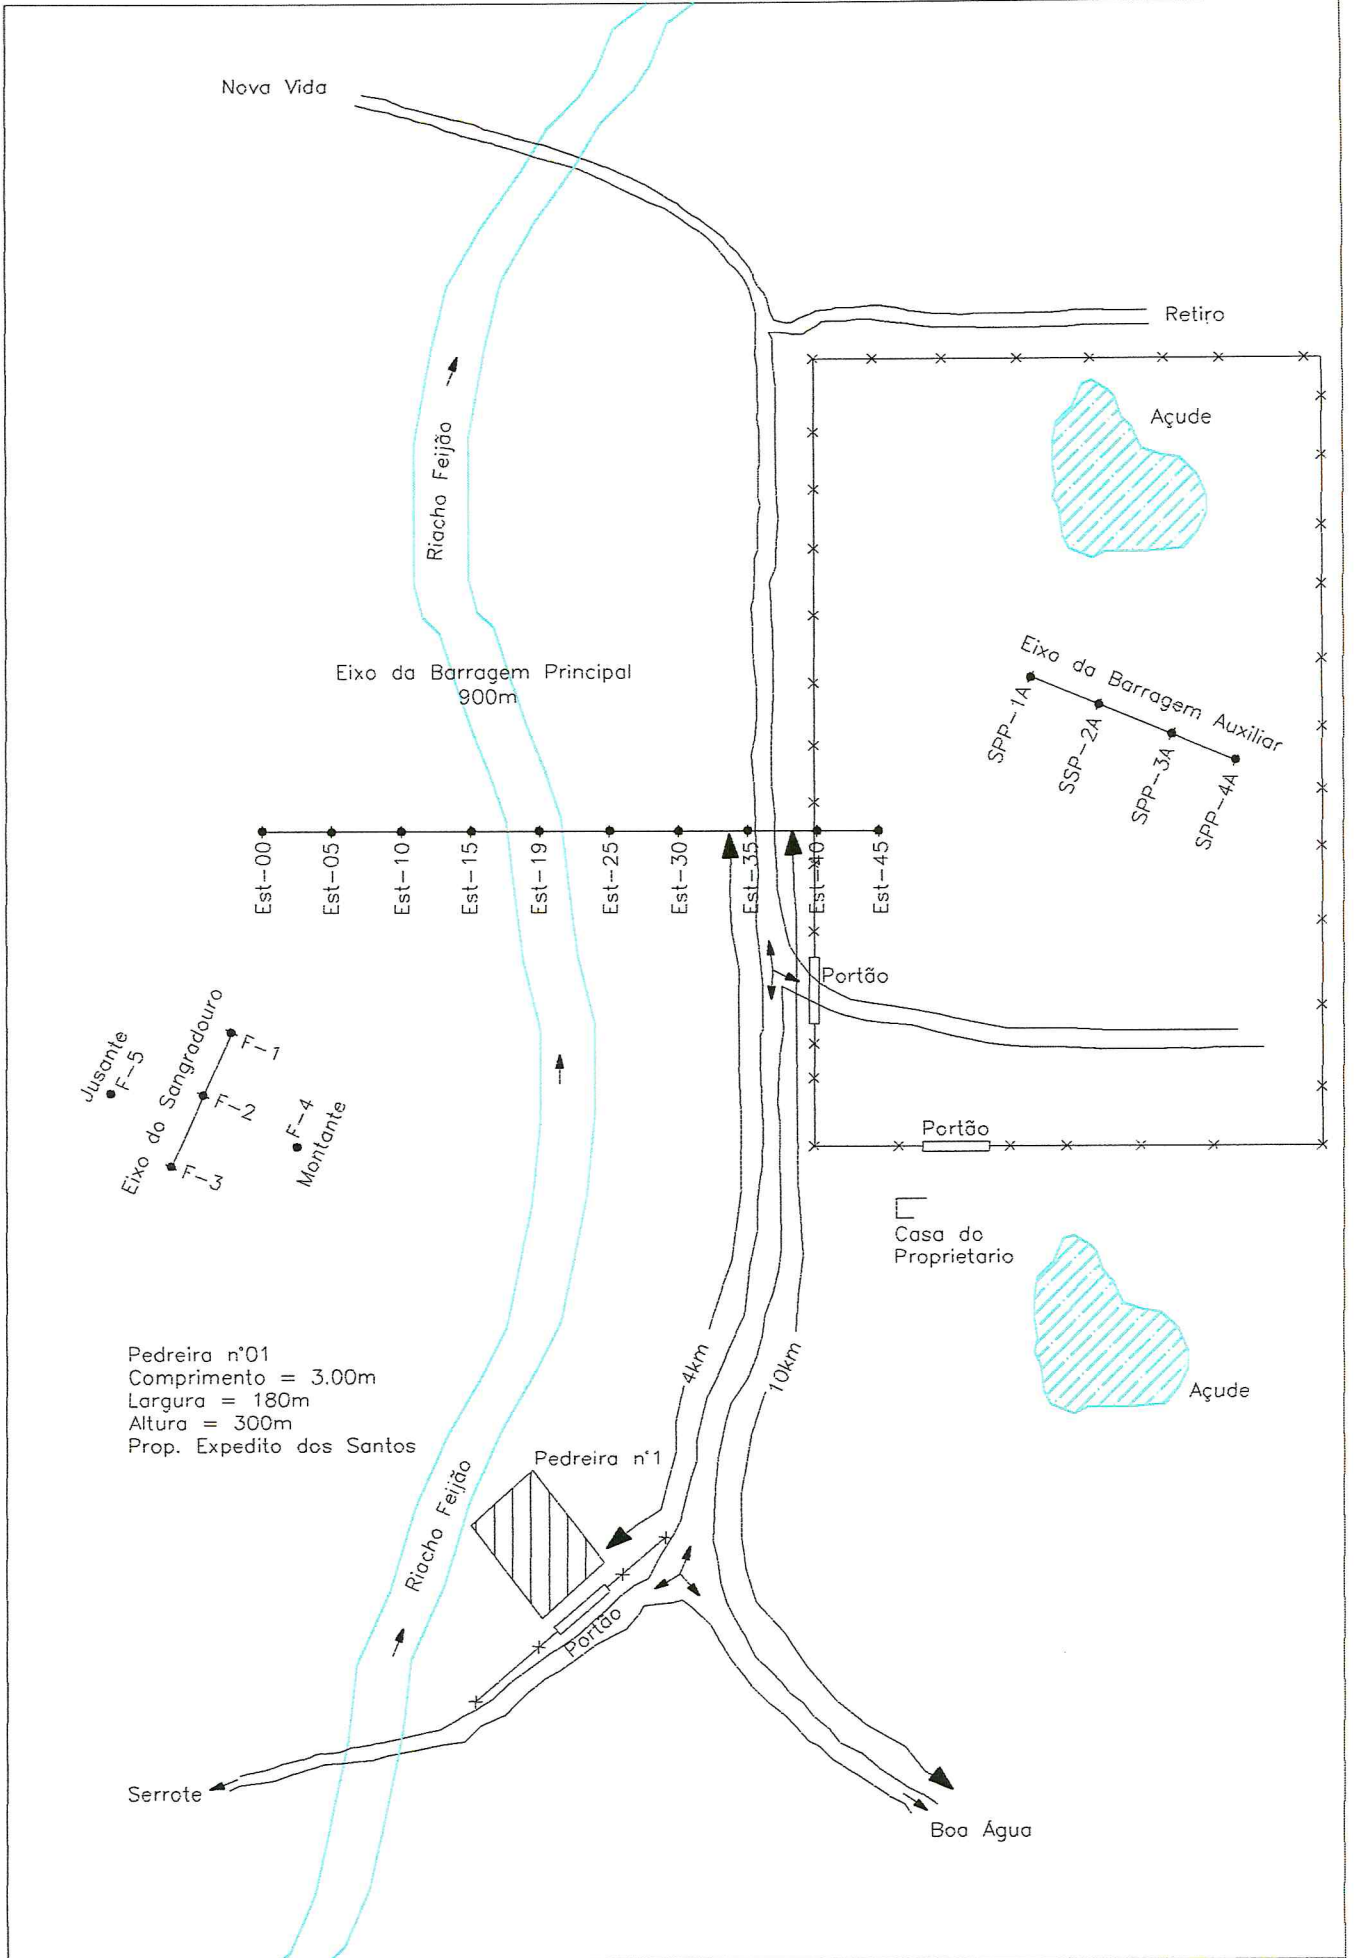 Nova Vida
Retiro
Açude
Riacho Feijão
Eixo da Barragem Principal
900m
Eixo da Barragem Auxiliar
SPP-1A
SSP-2A
SPP-3A
SPP-4A
Est-00
Est-05
Est-10
Est-15
Est-19
Est-25
Est-30
Est-35
Est-40
Est-45
Portão
Jusante
F-5
Eixo do Sangradouro
F-1
F-2
F-3
F-4
Montante
Portão
Casa do
Proprietario
4km
10km
Pedreira n°01
Comprimento = 3.00m
Largura = 180m
Altura = 300m
Prop. Expedito dos Santos
Açude
Pedreira n°1
Riacho Feijão
Portão
Serrote
Boa Água